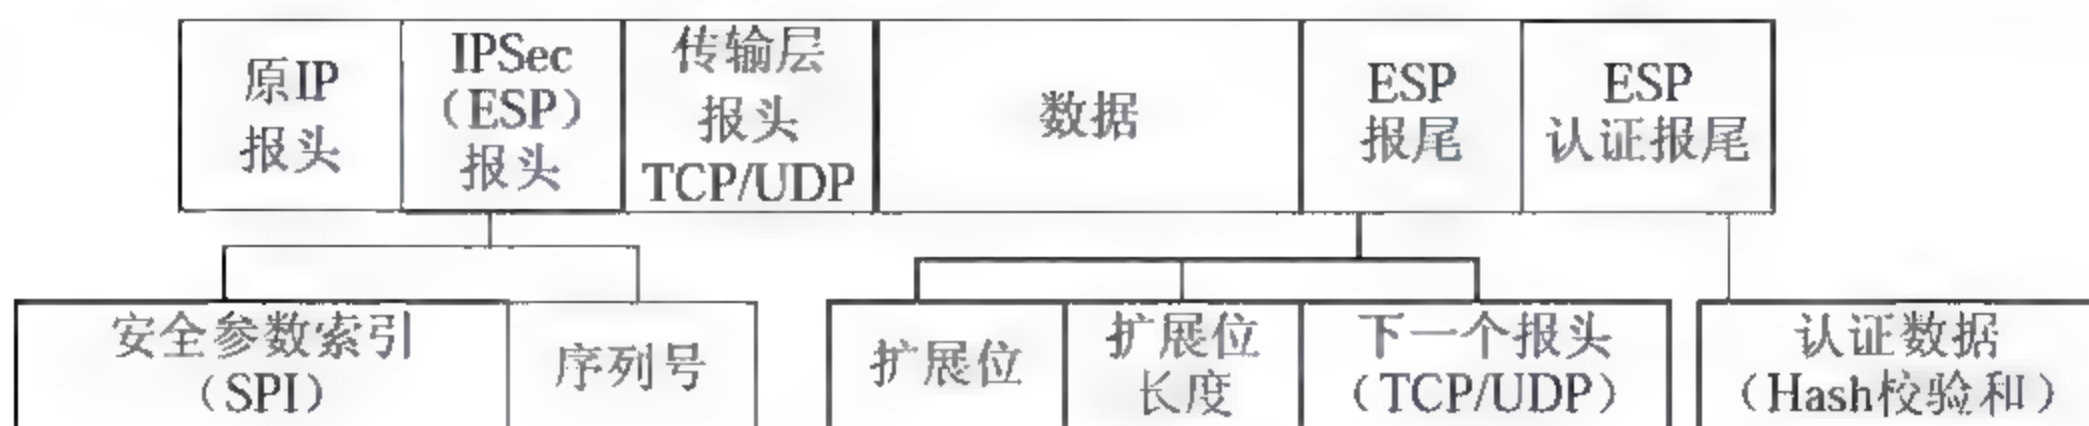 原IP
报头
IPSec
（ESP）
报头
传输层
报头
TCP/UDP
数据
ESP
报尾
ESP
认证报尾
安全参数索引
（SPI）
序列号
扩展位
扩展位
长度
下一个报头
（TCP/UDP）
认证数据
（Hash校验和）